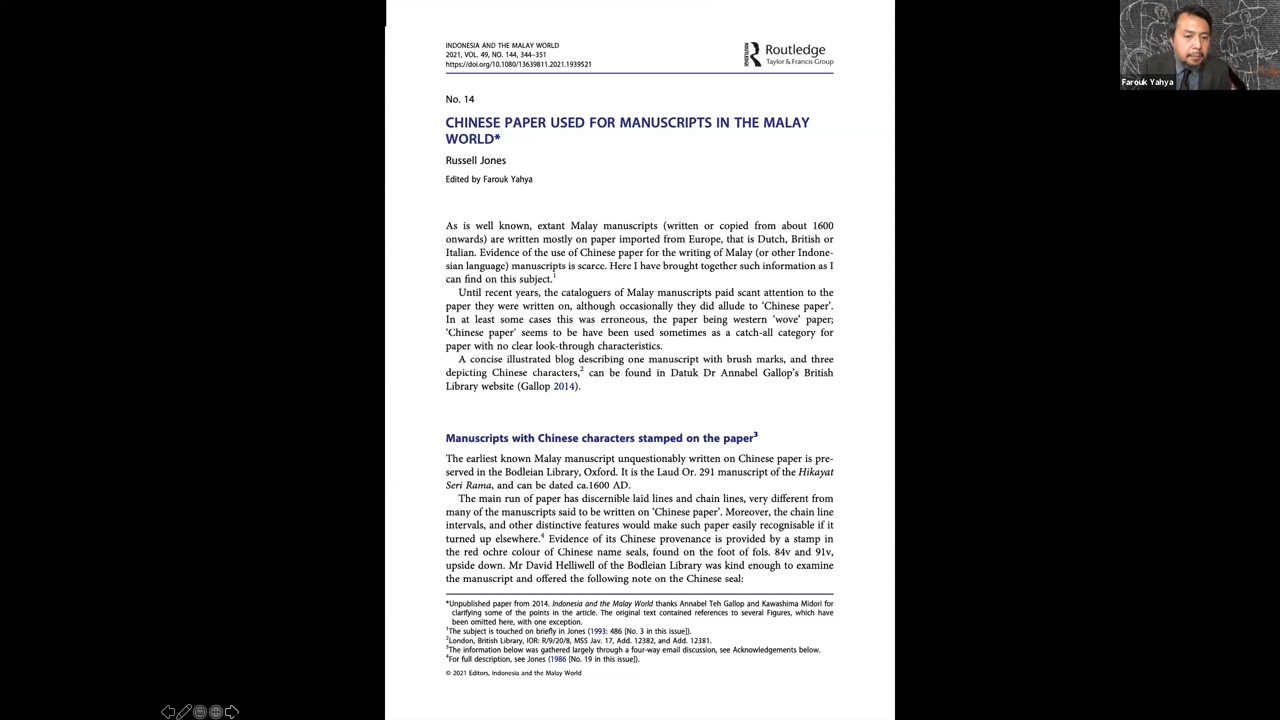 INDONESIA AND THE MALAY WORLD
2021, VOL. 49, NO. 144, 344–351
https://doi.org/10.1080/13639811.2021.1939521
ROUTLEDGE
Routledge
Taylor & Francis Group
Farouk Yahya
No. 14
CHINESE PAPER USED FOR MANUSCRIPTS IN THE MALAY
WORLD*
Russell Jones
Edited by Farouk Yahya
As is well known, extant Malay manuscripts (written or copied from about 1600
onwards) are written mostly on paper imported from Europe, that is Dutch, British or
Italian. Evidence of the use of Chinese paper for the writing of Malay (or other Indone-
sian language) manuscripts is scarce. Here I have brought together such information as I
can find on this subject.1
Until recent years, the cataloguers of Malay manuscripts paid scant attention to the
paper they were written on, although occasionally they did allude to ‘Chinese paper’.
In at least some cases this was erroneous, the paper being western ‘wove’ paper;
‘Chinese paper’ seems to be have been used sometimes as a catch-all category for
paper with no clear look-through characteristics.
A concise illustrated blog describing one manuscript with brush marks, and three
depicting Chinese characters,2 can be found in Datuk Dr Annabel Gallop’s British
Library website (Gallop 2014).
Manuscripts with Chinese characters stamped on the paper3
The earliest known Malay manuscript unquestionably written on Chinese paper is pre-
served in the Bodleian Library, Oxford. It is the Laud Or. 291 manuscript of the Hikayat
Seri Rama, and can be dated ca.1600 AD.
The main run of paper has discernible laid lines and chain lines, very different from
many of the manuscripts said to be written on ‘Chinese paper’. Moreover, the chain line
intervals, and other distinctive features would make such paper easily recognisable if it
turned up elsewhere.4 Evidence of its Chinese provenance is provided by a stamp in
the red ochre colour of Chinese name seals, found on the foot of fols. 84v and 91v,
upside down. Mr David Helliwell of the Bodleian Library was kind enough to examine
the manuscript and offered the following note on the Chinese seal:
*Unpublished paper from 2014. Indonesia and the Malay World thanks Annabel Teh Gallop and Kawashima Midori for
clarifying some of the points in the article. The original text contained references to several Figures, which have
been omitted here, with one exception.
1The subject is touched on briefly in Jones (1993: 486 [No. 3 in this issue]).
2London, British Library, IOR: R/9/20/8, MSS Jav. 17, Add. 12382, and Add. 12381.
3The information below was gathered largely through a four-way email discussion, see Acknowledgements below.
4For full description, see Jones (1986 [No. 19 in this issue]).
© 2021 Editors, Indonesia and the Malay World